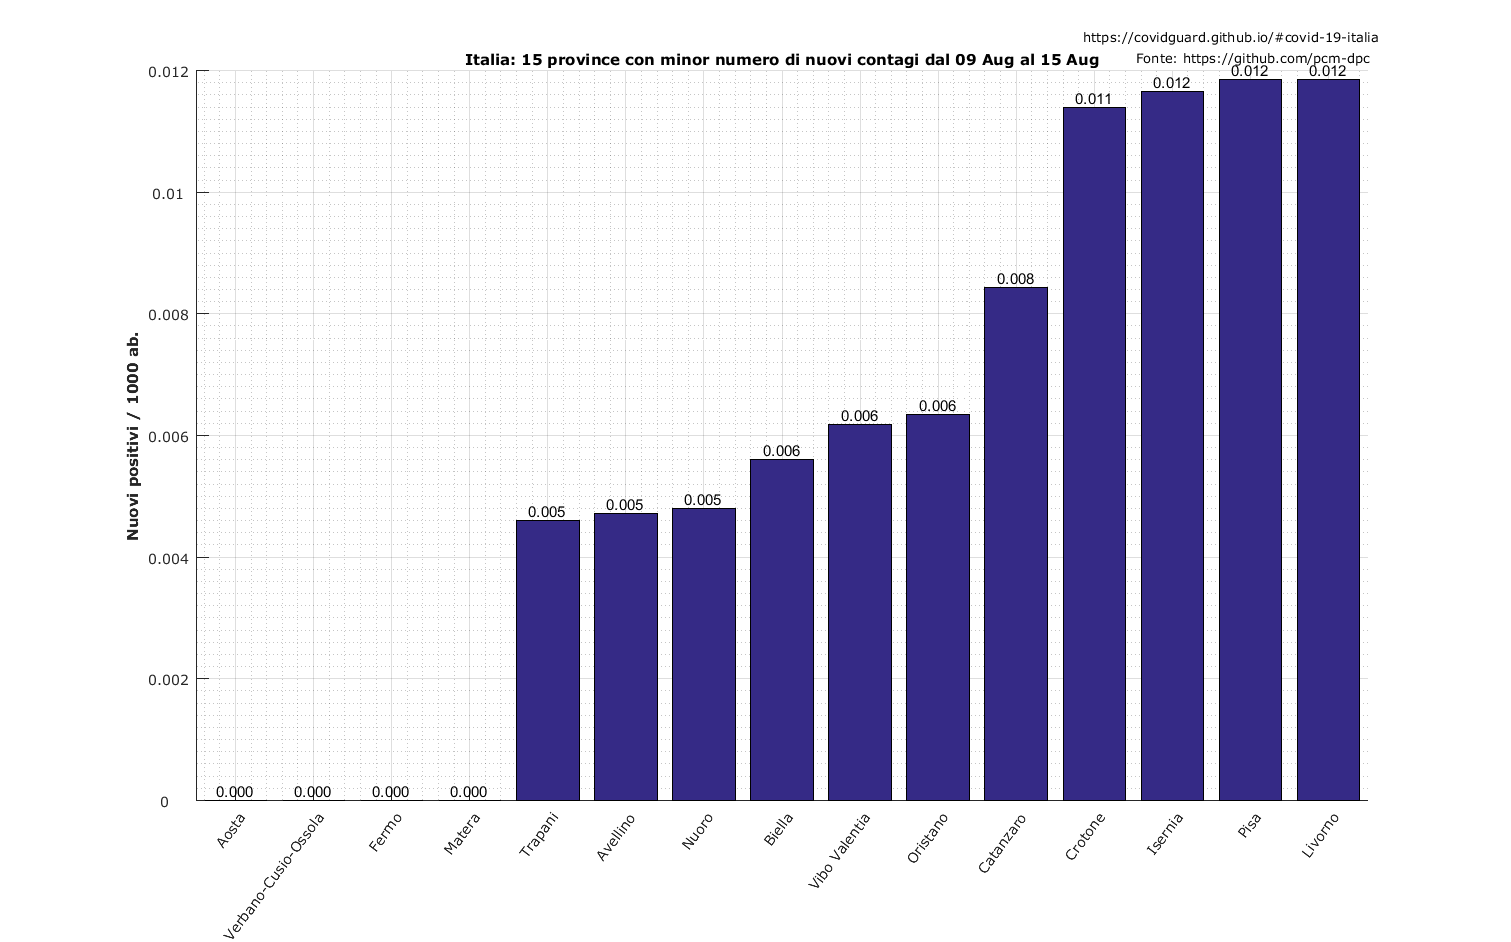 https://covidguard.github.io/#covid-19-italia
Italia: 15 province con minor numero di nuovi contagi dal 09 Aug al 15 Aug
Fonte: https://github.com/pcm-dpc
Nuovi positivi / 1000 ab.
0.012
0.01
0.008
0.006
0.004
0.002
0
0.000
0.000
0.000
0.000
0.005
0.005
0.005
0.006
0.006
0.006
0.008
0.011
0.012
0.012
0.012
Aosta
Verbano-Cusio-Ossola
Fermo
Matera
Trapani
Avellino
Nuoro
Biella
Vibo Valentia
Oristano
Catanzaro
Crotone
Isernia
Pisa
Livorno